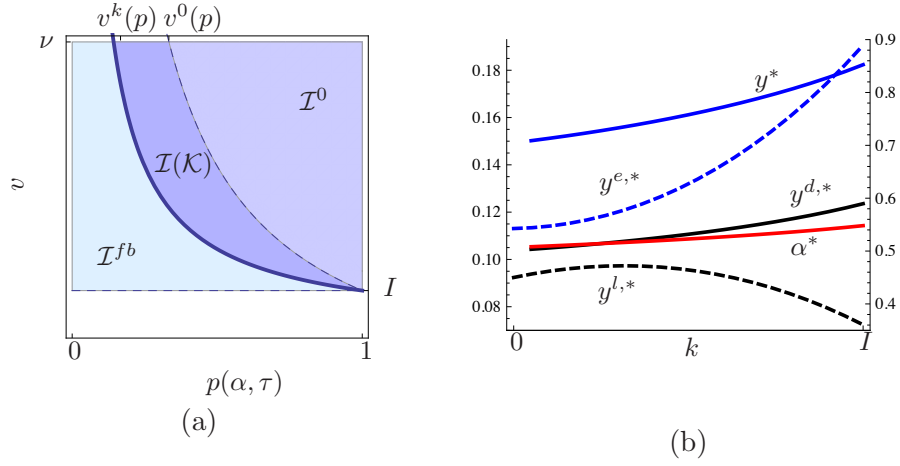 v^k(p) v^0(p)
ν
𝓘^0
𝓘(𝒦)
v
𝓘^{fb}
I
0 1
p(α, τ)
(a)
0.9
0.18 y^* 0.8
0.16
0.14 0.7
y^{e,*} y^{d,*} 0.6
0.12
0.10 α^* 0.5
y^{l,*}
0.08 0.4
0 k I
(b)